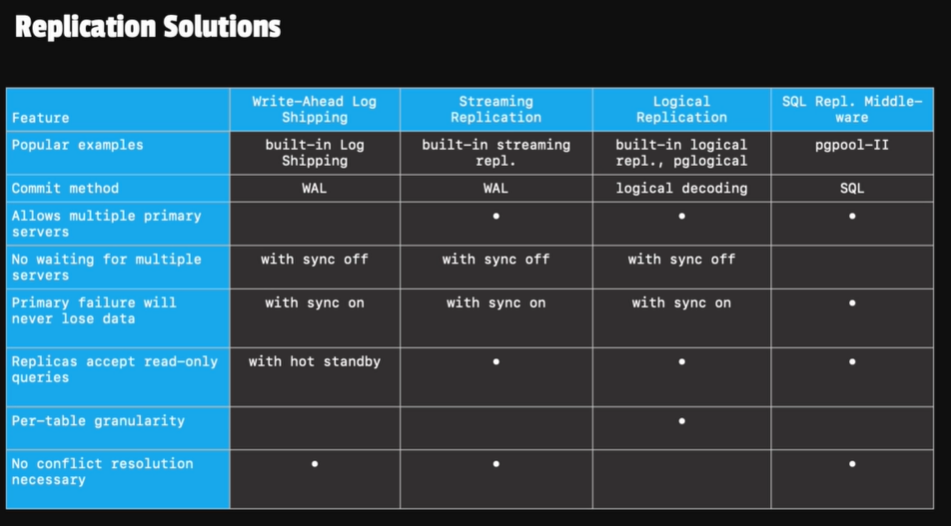 Replication Solutions
Feature
Write-Ahead Log
Shipping
Streaming
Replication
Logical
Replication
SQL Repl. Middle-
ware
Popular examples
built-in Log
Shipping
built-in streaming
repl.
built-in logical
repl., pglogical
pgpool-II
Commit method
WAL
WAL
logical decoding
SQL
Allows multiple primary
servers
•
•
•
No waiting for multiple
servers
with sync off
with sync off
with sync off
Primary failure will
never lose data
with sync on
with sync on
with sync on
•
Replicas accept read-only
queries
with hot standby
•
•
•
Per-table granularity
•
No conflict resolution
necessary
•
•
•